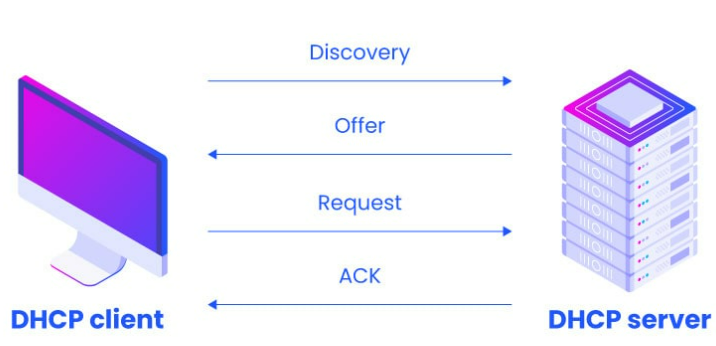 Discovery
Offer
Request
ACK
DHCP client
DHCP server